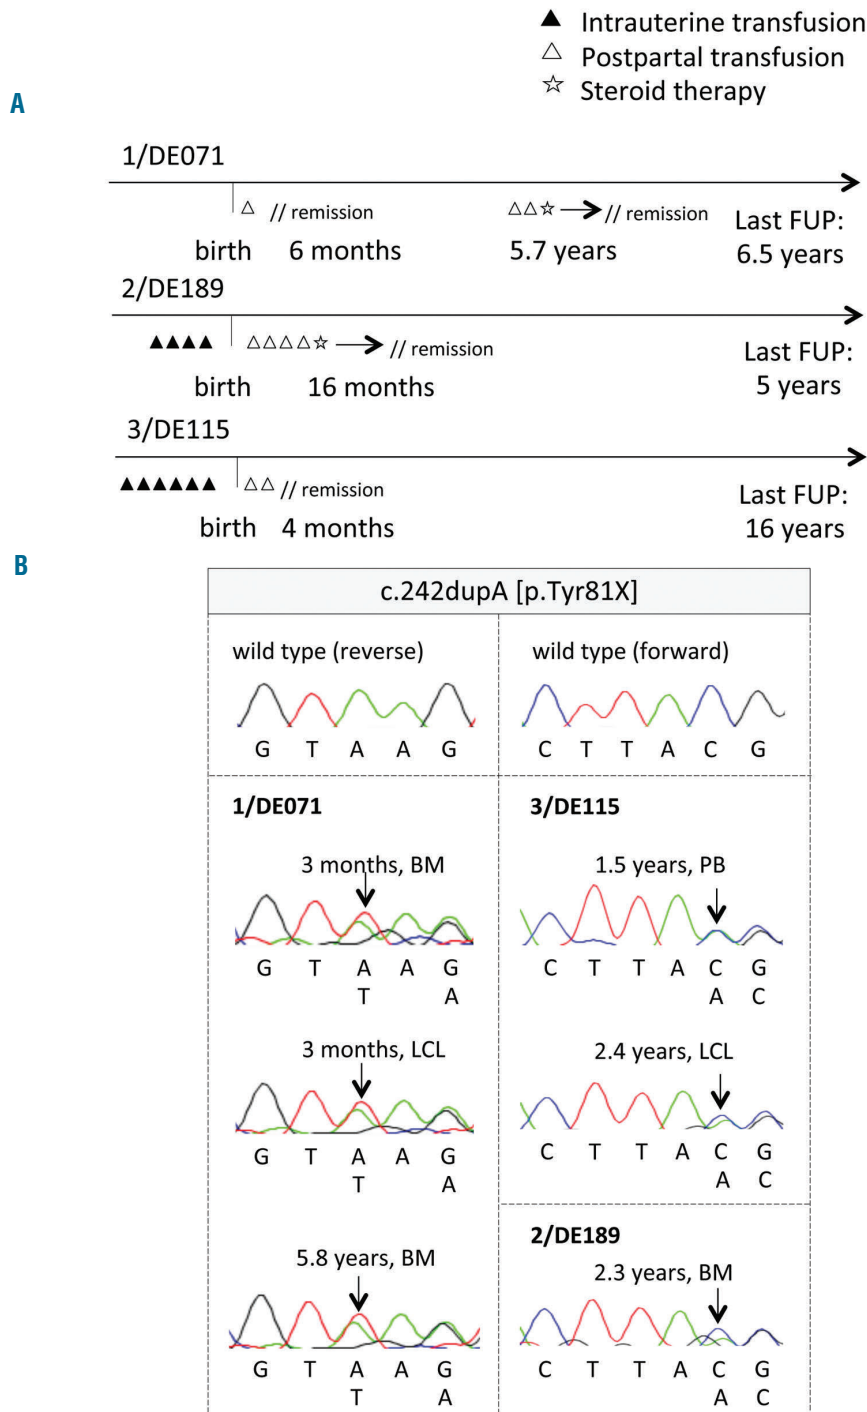 ▲ Intrauterine transfusion
△ Postpartal transfusion
☆ Steroid therapy
A
1/DE071
△ // remission
△△☆ // remission
Last FUP:
birth 6 months 5.7 years 6.5 years
2/DE189
▲▲▲▲ △△△△☆ // remission
Last FUP:
birth 16 months 5 years
3/DE115
▲▲▲▲▲▲ △△ // remission
Last FUP:
birth 4 months 16 years
B
c.242dupA [p.Tyr81X]
wild type (reverse)
G T A A G
wild type (forward)
C T T A C G
1/DE071
3 months, BM
G T A A G
T A
3 months, LCL
G T A A G
T A
5.8 years, BM
G T A A G
T A
3/DE115
1.5 years, PB
C T T A C G
A C
2.4 years, LCL
C T T A C G
A C
2/DE189
2.3 years, BM
C T T A C G
A C